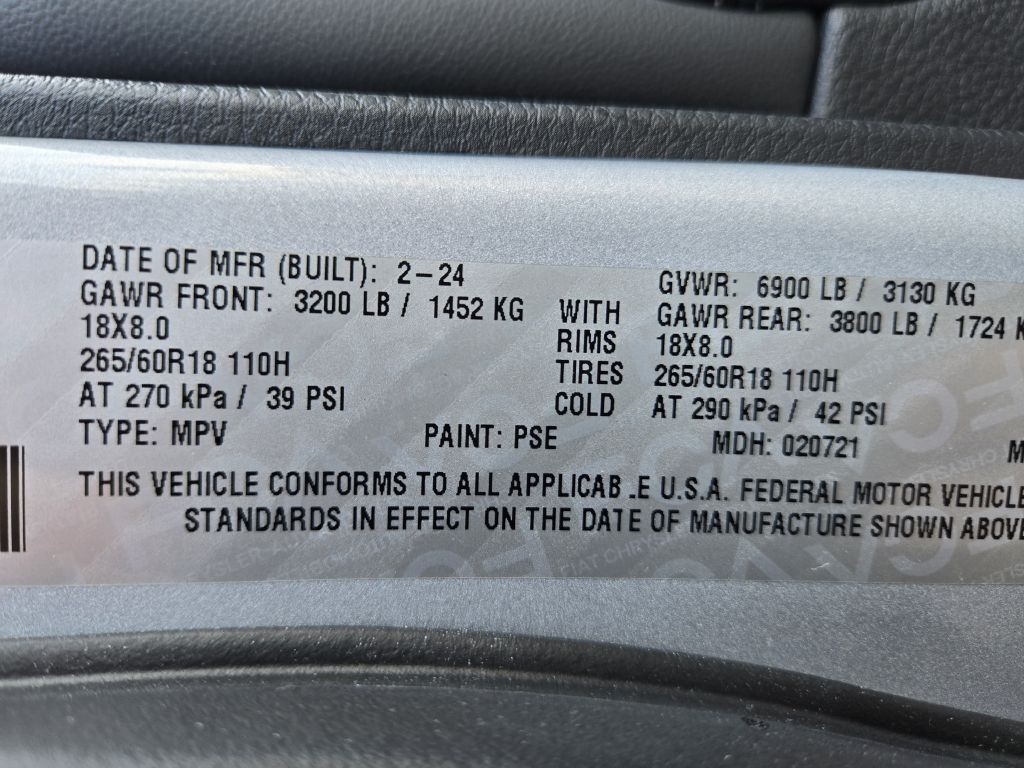 DATE OF MFR (BUILT): 2-24 GVWR: 6900 LB / 3130 KG
GAWR FRONT: 3200 LB / 1452 KG WITH GAWR REAR: 3800 LB / 1724 K
18X8.0 RIMS 18X8.0
265/60R18 110H TIRES 265/60R18 110H
AT 270 kPa / 39 PSI COLD AT 290 kPa / 42 PSI
TYPE: MPV PAINT: PSE MDH: 020721 M
THIS VEHICLE CONFORMS TO ALL APPLICAB.E U.S.A. FEDERAL MOTOR VEHICLE
STANDARDS IN EFFECT ON THE DATE OF MANUFACTURE SHOWN ABOVE